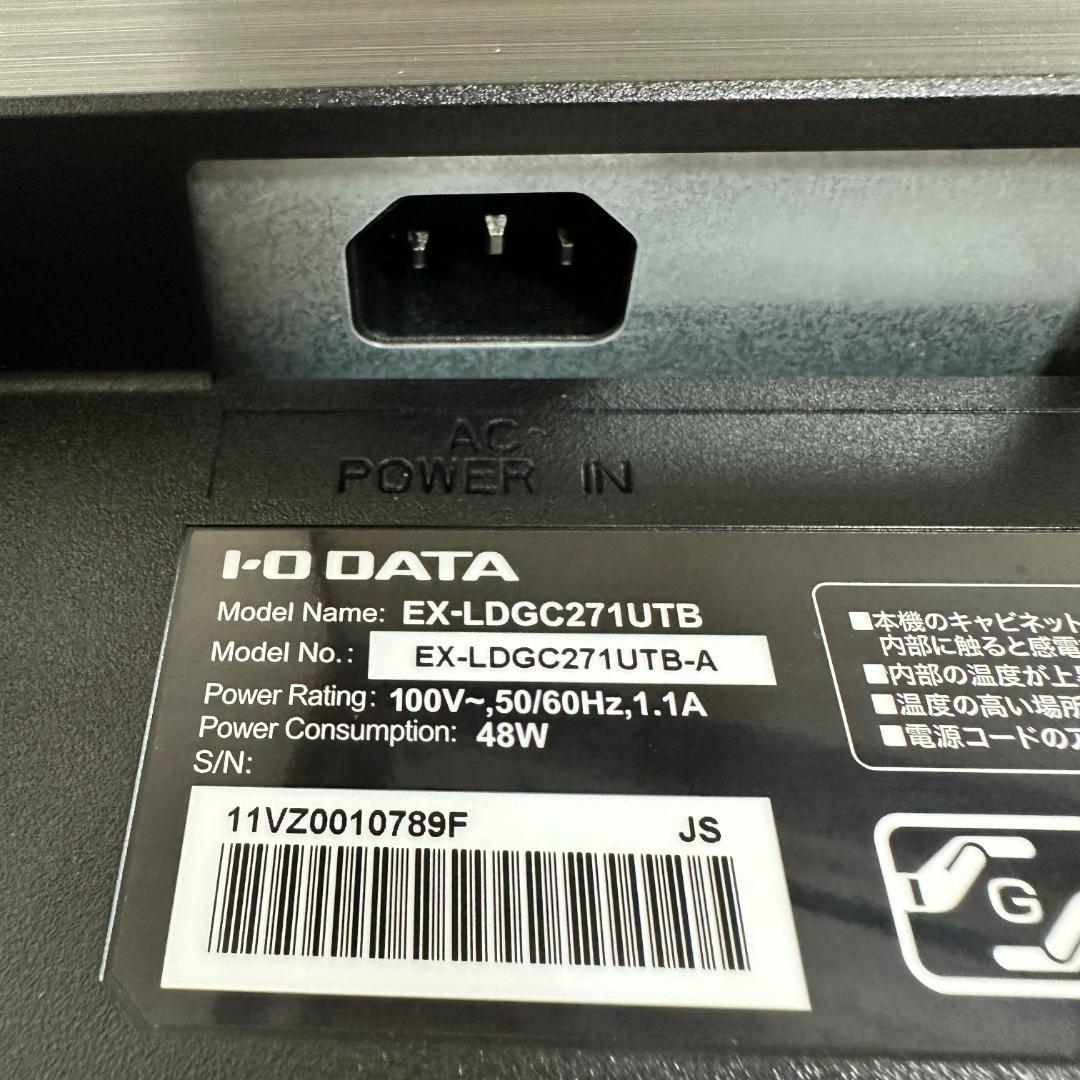 AC
POWER IN
I-O DATA
Model Name: EX-LDGC271UTB
Model No.: EX-LDGC271UTB-A
Power Rating: 100V~,50/60Hz,1.1A
Power Consumption: 48W
S/N:
11VZ0010789F JS
■本機のキャビネット
内部に触ると感電
■内部の温度が上
■温度の高い場所
■電源コードのア
G